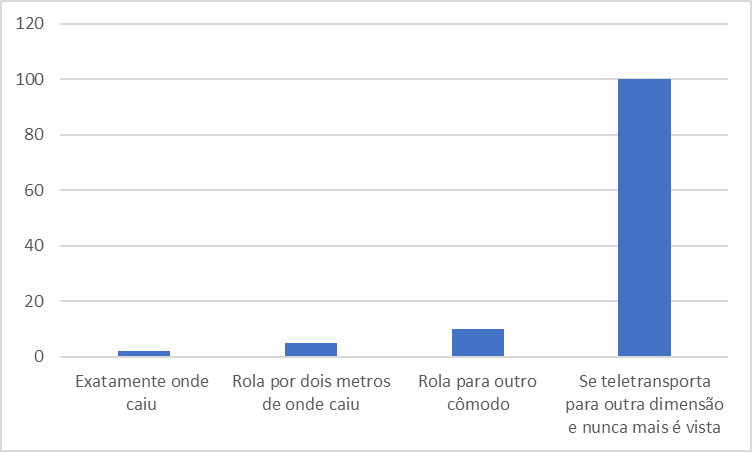 120
100
80
60
40
20
0
Exatamente onde
caiu
Rola por dois metros
de onde caiu
Rola para outro
cômodo
Se teletransporta
para outra dimensão
e nunca mais é vista